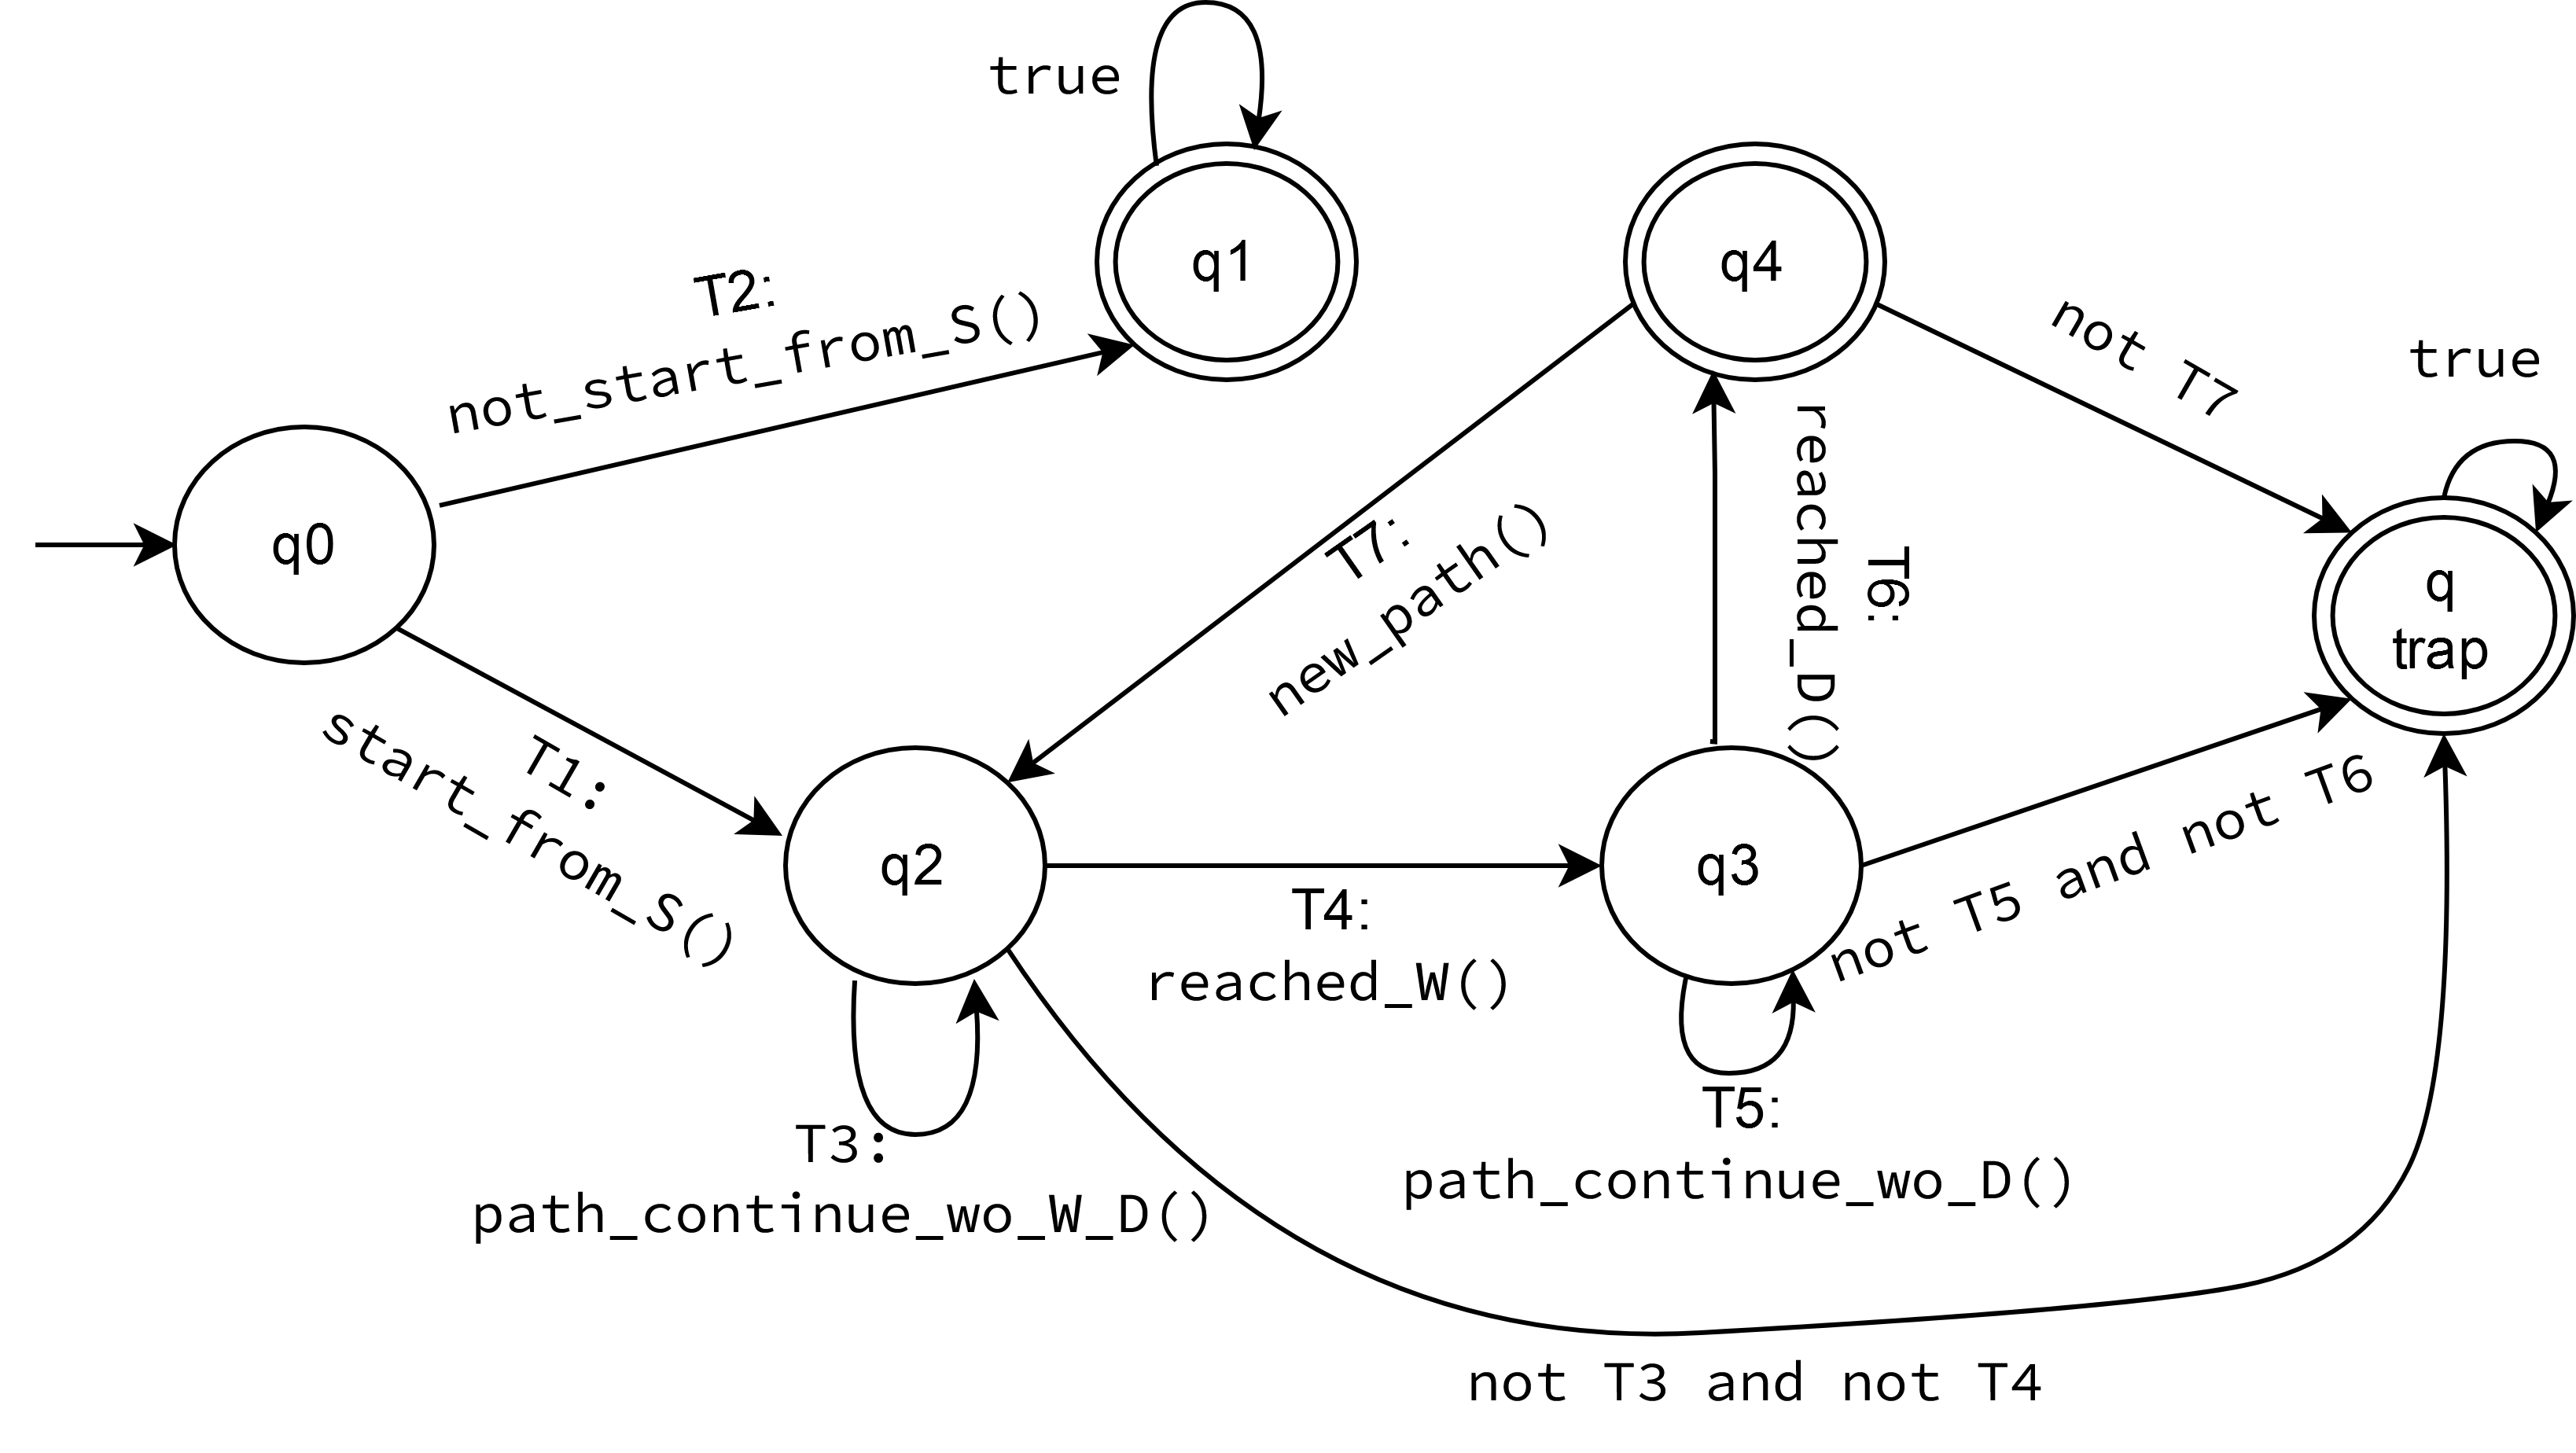 true
q1
q4
T2:
not_start_from_S()
not T7
true
q0
T7:
new_path()
reached_D()
T6:
q
trap
T1:
start_from_S()
q2
T4:
reached_W()
q3
not T5 and not T6
T3:
path_continue_wo_W_D()
T5:
path_continue_wo_D()
not T3 and not T4